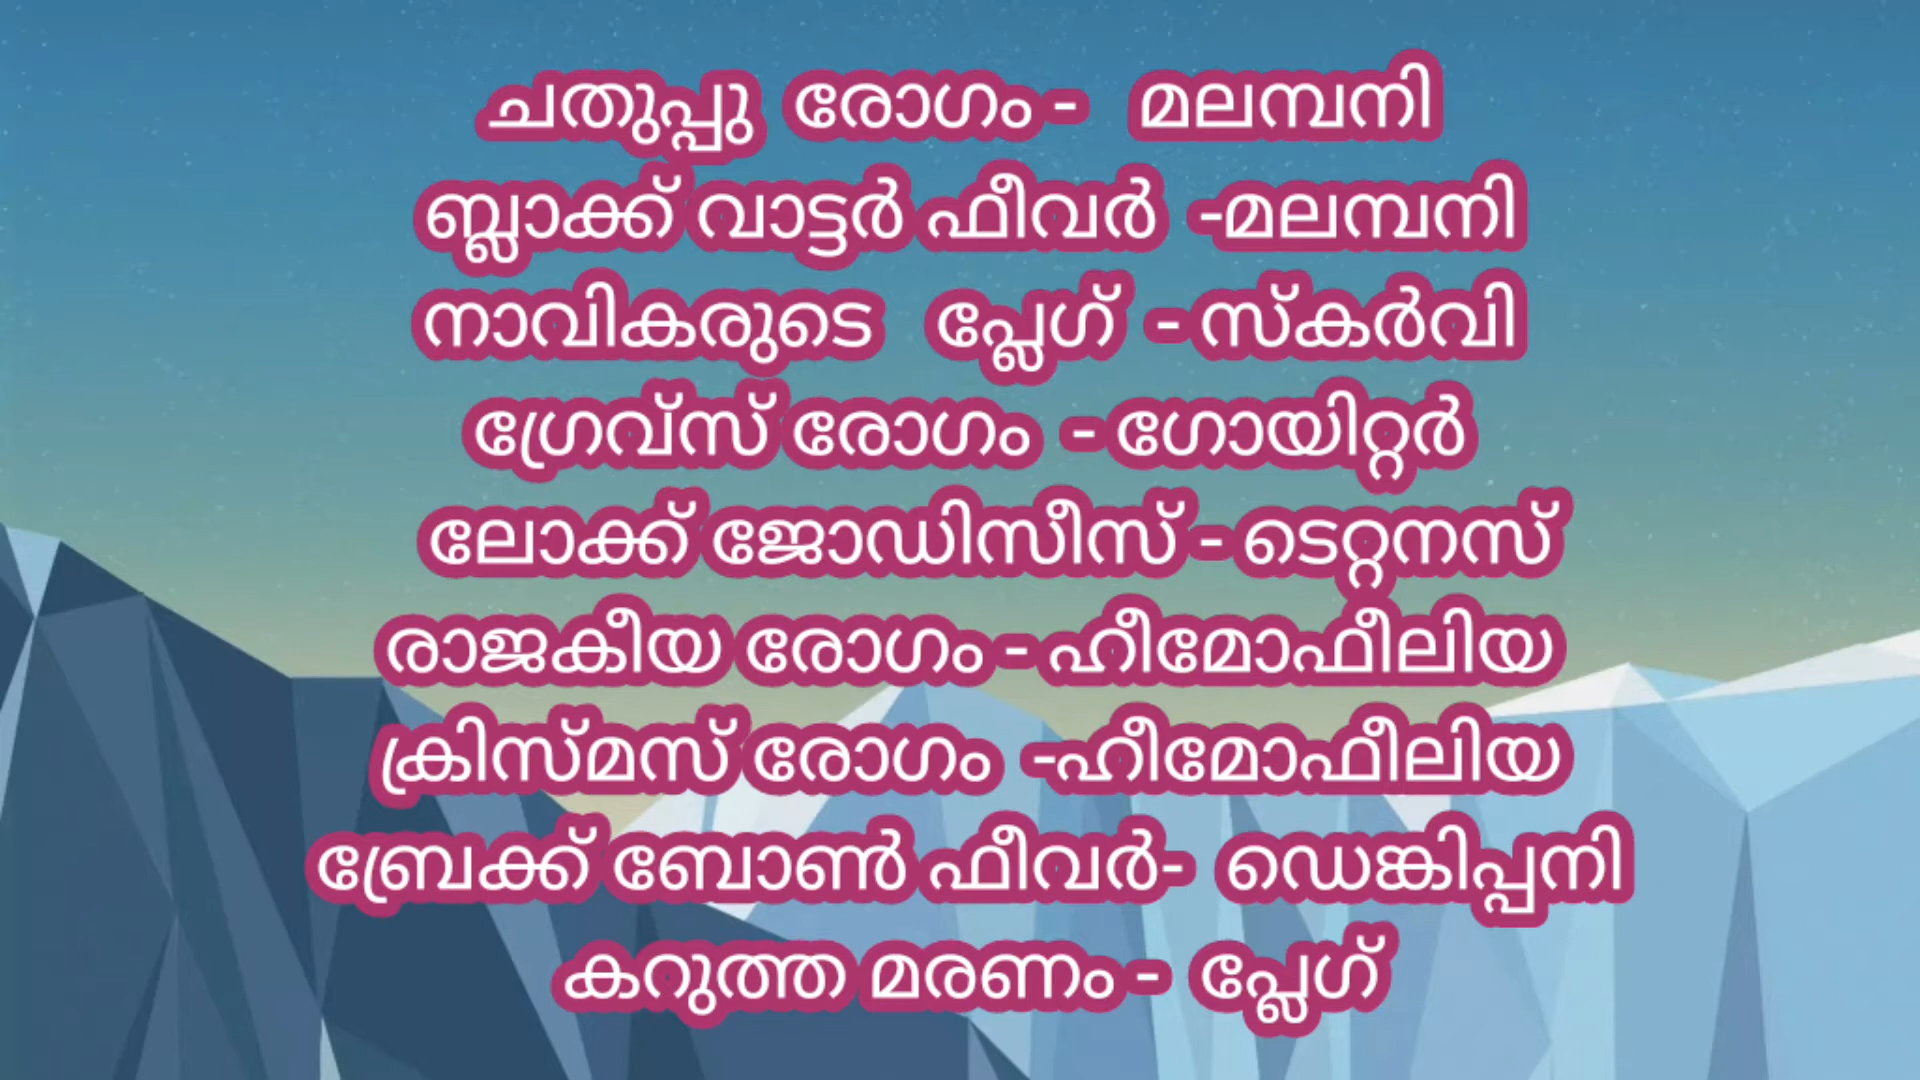 ചതുപ്പു രോഗം - മലമ്പനി
ബ്ലാക്ക് വാട്ടർ ഫീവർ -മലമ്പനി
നാവികരുടെ പ്ലേഗ് - സ്കർവി
ഗ്രേവ്സ് രോഗം - ഗോയിറ്റർ
ലോക്ക് ജോഡിസീസ് - ടെറ്റനസ്
രാജകീയ രോഗം - ഹീമോഫീലിയ
ക്രിസ്മസ് രോഗം -ഹീമോഫീലിയ
ബ്രേക്ക് ബോൺ ഫീവർ- ഡെങ്കിപ്പനി
കറുത്ത മരണം - പ്ലേഗ്